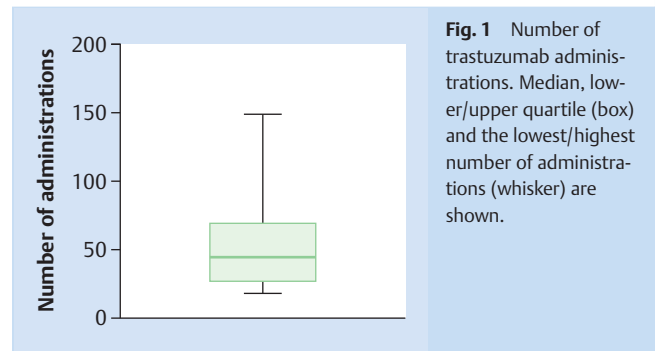 Number of administrations
200
150
100
50
0
Fig. 1 Number of
trastuzumab adminis-
trations. Median, low-
er/upper quartile (box)
and the lowest/highest
number of administra-
tions (whisker) are
shown.